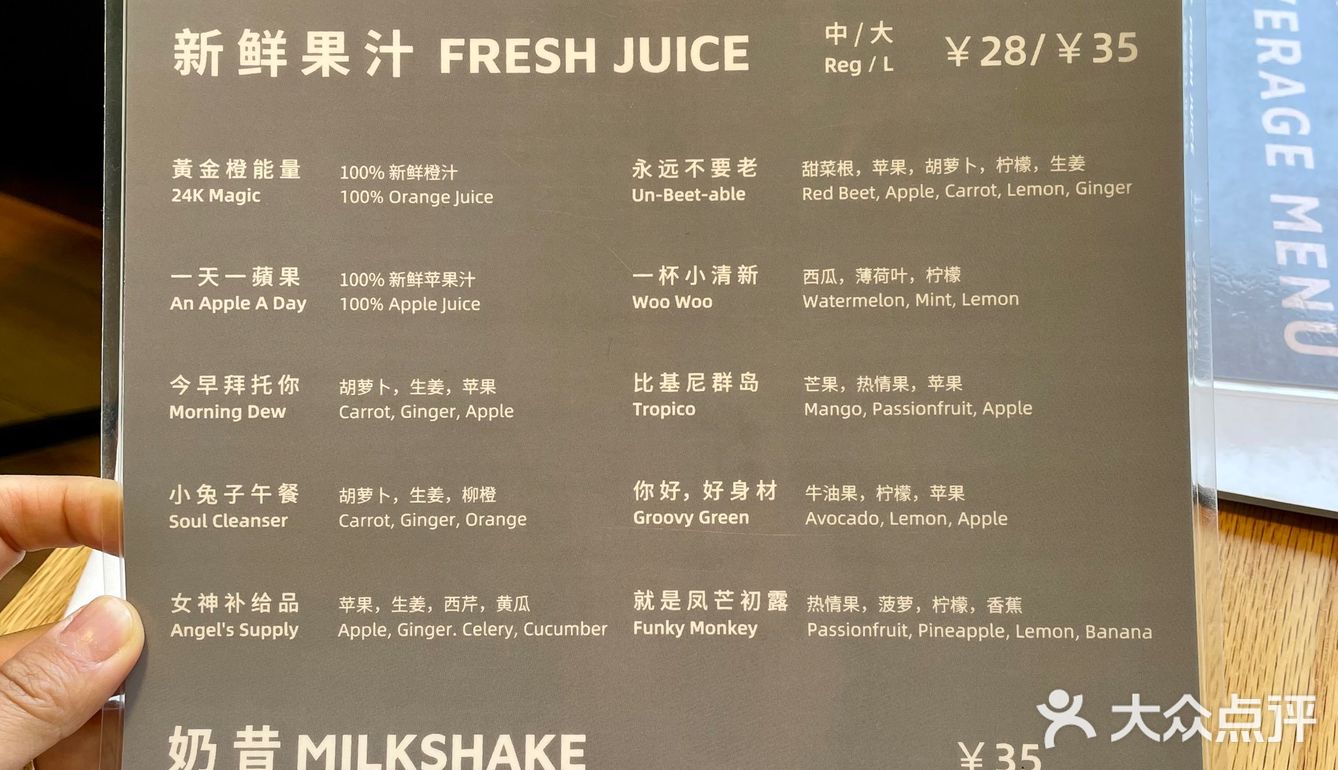 新鲜果汁 FRESH JUICE
中 / 大
Reg / L
￥28/￥35
黃金橙能量
24K Magic
100% 新鲜橙汁
100% Orange Juice
永远不要老
Un-Beet-able
甜菜根，苹果，胡萝卜，柠檬，生姜
Red Beet, Apple, Carrot, Lemon, Ginger
一天一蘋果
An Apple A Day
100% 新鲜苹果汁
100% Apple Juice
一杯小清新
Woo Woo
西瓜，薄荷叶，柠檬
Watermelon, Mint, Lemon
今早拜托你
Morning Dew
胡萝卜，生姜，苹果
Carrot, Ginger, Apple
比基尼群岛
Tropico
芒果，热情果，苹果
Mango, Passionfruit, Apple
小兔子午餐
Soul Cleanser
胡萝卜，生姜，柳橙
Carrot, Ginger, Orange
你好，好身材
Groovy Green
牛油果，柠檬，苹果
Avocado, Lemon, Apple
女神补给品
Angel's Supply
苹果，生姜，西芹，黄瓜
Apple, Ginger. Celery, Cucumber
就是凤芒初露
Funky Monkey
热情果，菠萝，柠檬，香蕉
Passionfruit, Pineapple, Lemon, Banana
奶昔 MILKSHAKE
￥35
VERAGE MENU
大众点评